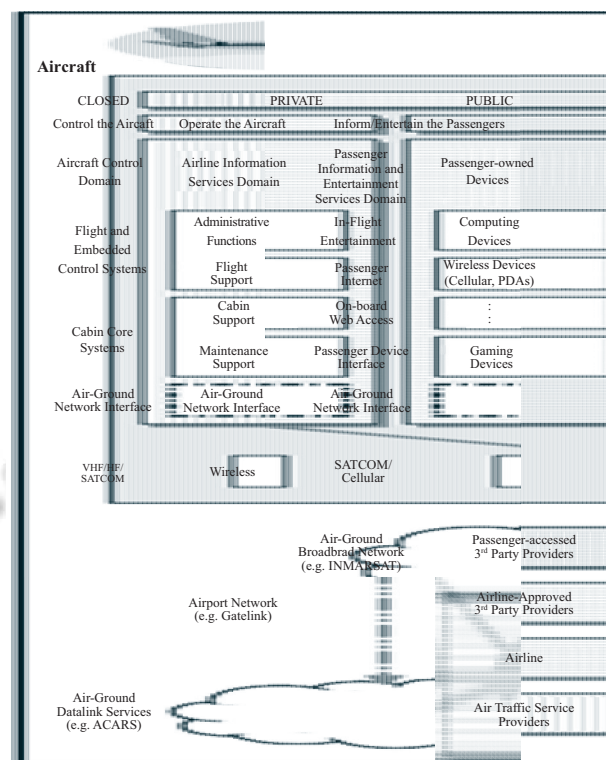 Aircraft
CLOSED
PRIVATE
PUBLIC
Control the Aircaft
Operate the Aircraft
Inform/Entertain the Passengers
Aircraft Control
Domain
Airline Information
Services Domain
Passenger
Information and
Entertainment
Services Domain
Passenger-owned
Devices
Flight and
Embedded
Control Systems
Administrative
Functions
In-Flight
Entertainment
Computing
Devices
Flight
Support
Passenger
Internet
Wireless Devices
(Cellular, PDAs)
Cabin Core
Systems
Cabin
Support
On-board
Web Access
:
:
Maintenance
Support
Passenger Device
Interface
Gaming
Devices
Air-Ground
Network Interface
Air-Ground
Network Interface
Air-Ground
Network Interface
VHF/HF/
SATCOM
Wireless
SATCOM/
Cellular
Air-Ground
Broadbrad Network
(e.g. INMARSAT)
Passenger-accessed
3rd Party Providers
Airport Network
(e.g. Gatelink)
Airline-Approved
3rd Party Providers
Airline
Air-Ground
Datalink Services
(e.g. ACARS)
Air Traffic Service
Providers